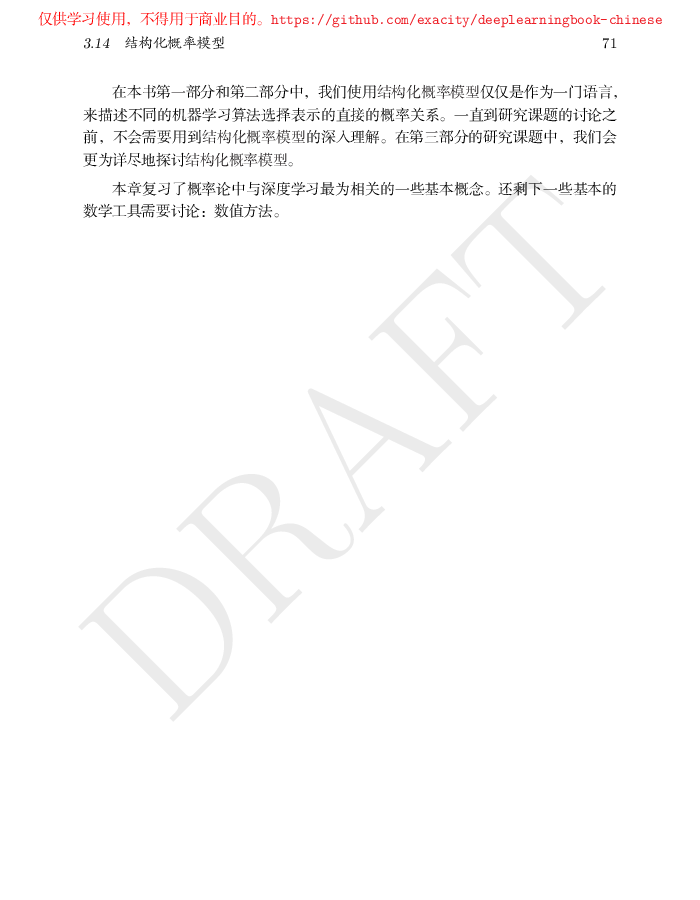 仅供学习使用，不得用于商业目的。https://github.com/exacity/deeplearningbook-chinese
3.14 结构化概率模型 71
在本书第一部分和第二部分中，我们使用结构化概率模型仅仅是作为一门语言，
来描述不同的机器学习算法选择表示的直接的概率关系。一直到研究课题的讨论之
前，不会需要用到结构化概率模型的深入理解。在第三部分的研究课题中，我们会
更为详尽地探讨结构化概率模型。
本章复习了概率论中与深度学习最为相关的一些基本概念。还剩下一些基本的
数学工具需要讨论：数值方法。
DRAFT